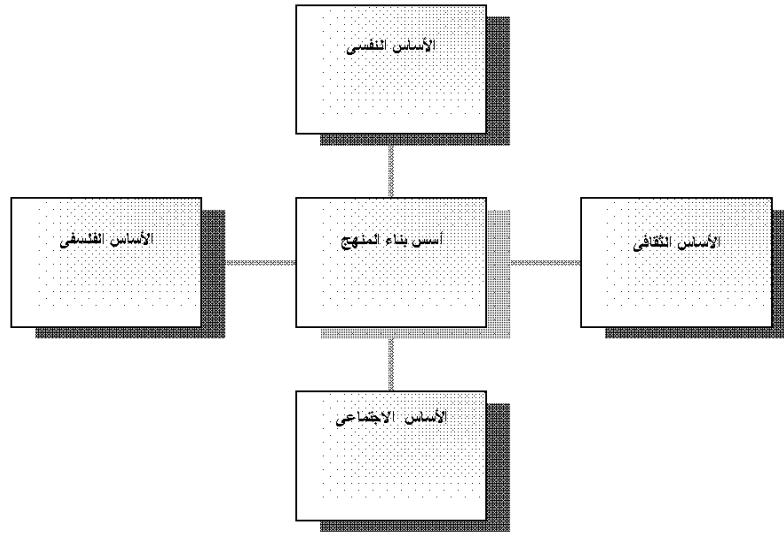 الأساس النفسى
الأساس الثقافى
أسس بناء المنهج
الأساس الفلسفى
الأساس الاجتماعى